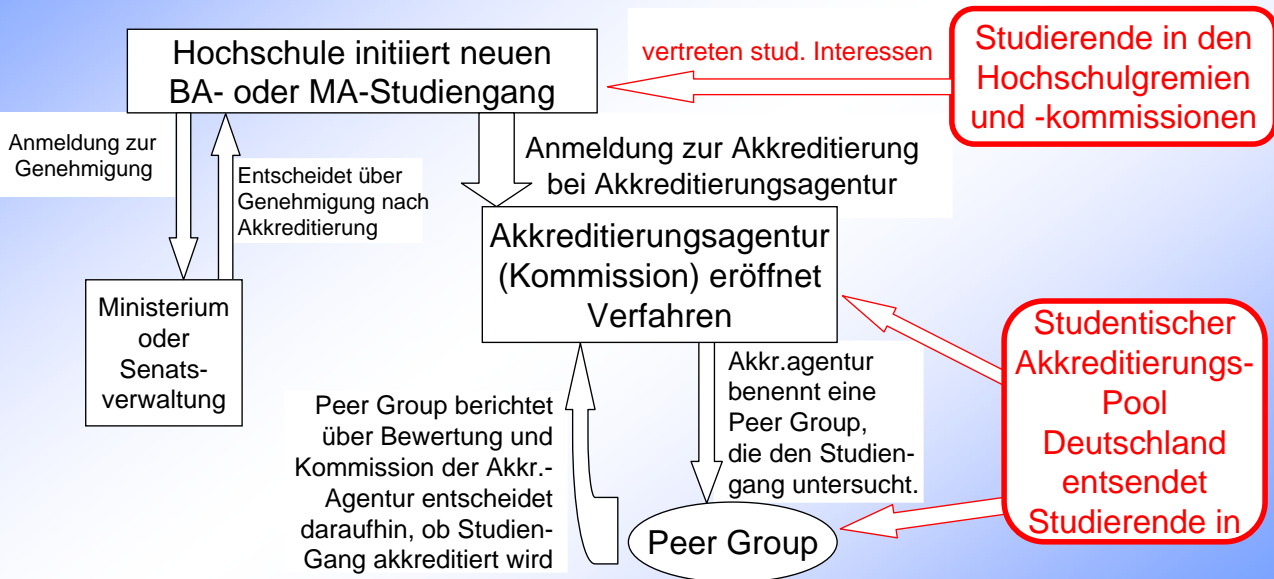 Hochschule initiiert neuen
BA- oder MA-Studiengang
vertreten stud. Interessen
Studierende in den
Hochschulgremien
und -kommissionen
Anmeldung zur
Genehmigung
Entscheidet über
Genehmigung nach
Akkreditierung
Anmeldung zur Akkreditierung
bei Akkreditierungsagentur
Ministerium
oder
Senats-
verwaltung
Akkreditierungsagentur
(Kommission) eröffnet
Verfahren
Akkr.agentur
benennt eine
Peer Group,
die den Studien-
gang untersucht.
Peer Group berichtet
über Bewertung und
Kommission der Akkr.-
Agentur entscheidet
daraufhin, ob Studien-
Gang akkreditiert wird
Peer Group
Studentischer
Akkreditierungs-
Pool
Deutschland
entsendet
Studierende in